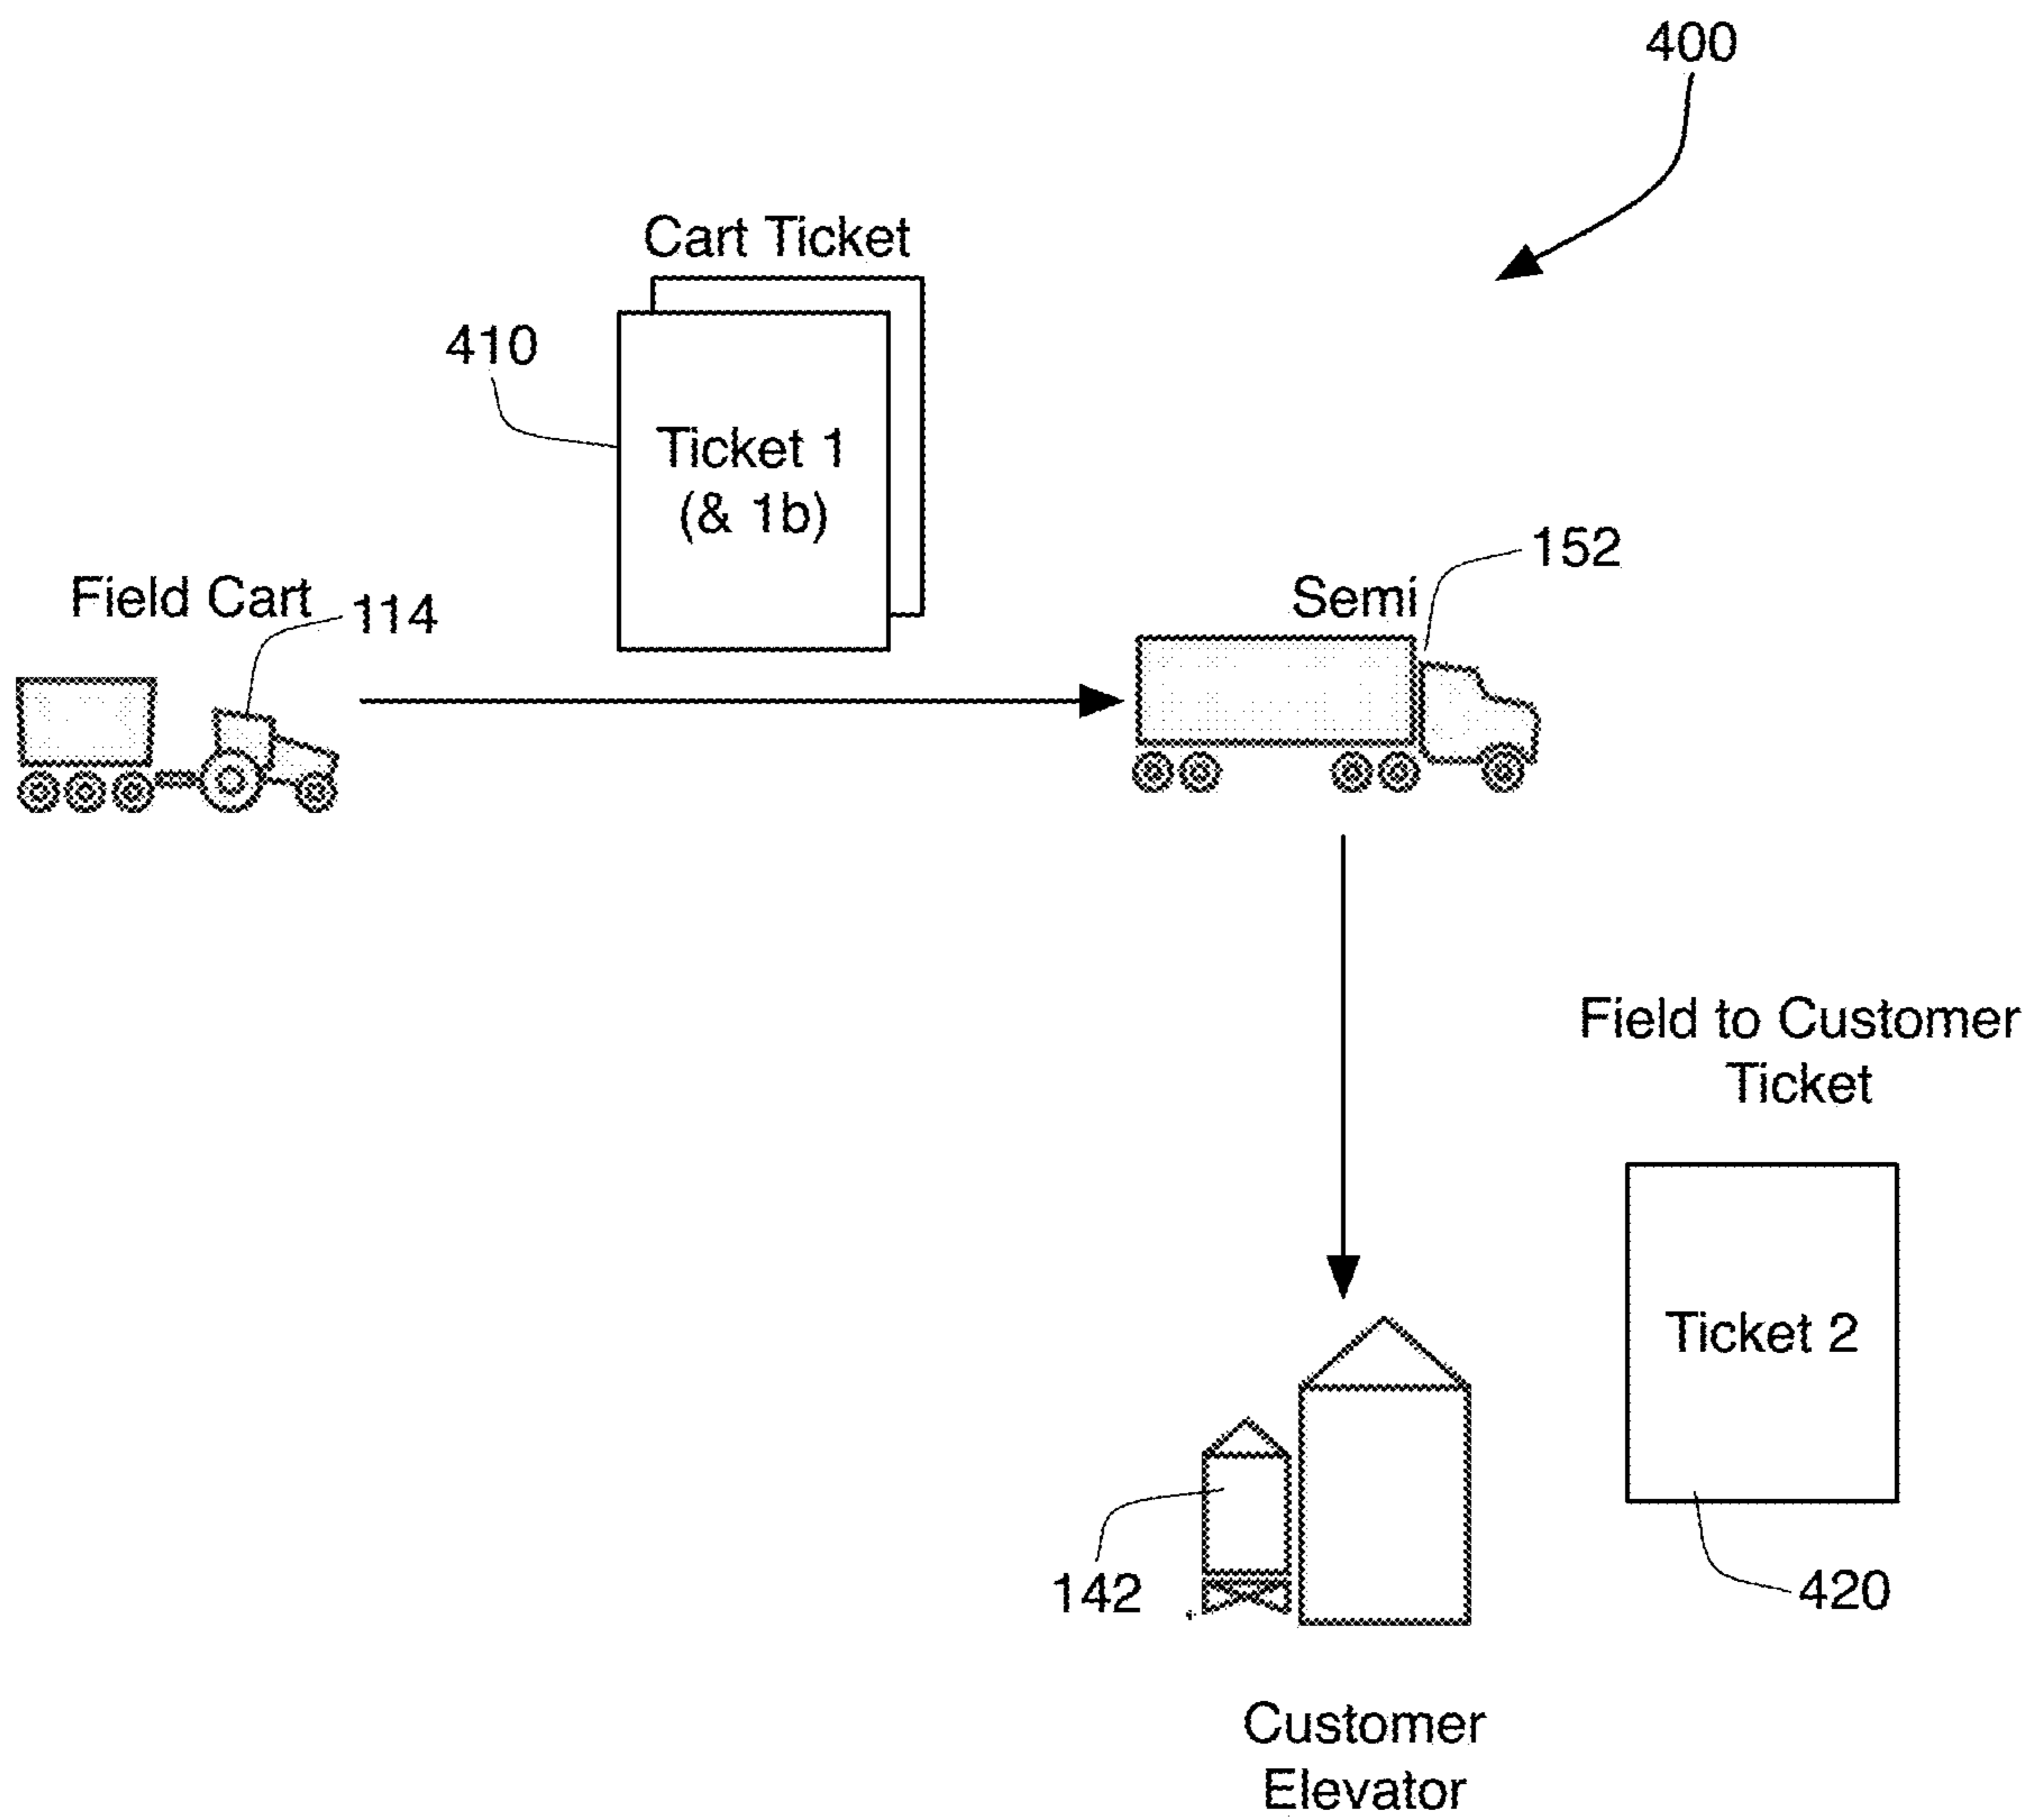 400
Cart Ticket
410
Ticket 1
(& 1b)
Field Cart
114
Semi
152
Field to Customer
Ticket
Ticket 2
142
420
Customer
Elevator